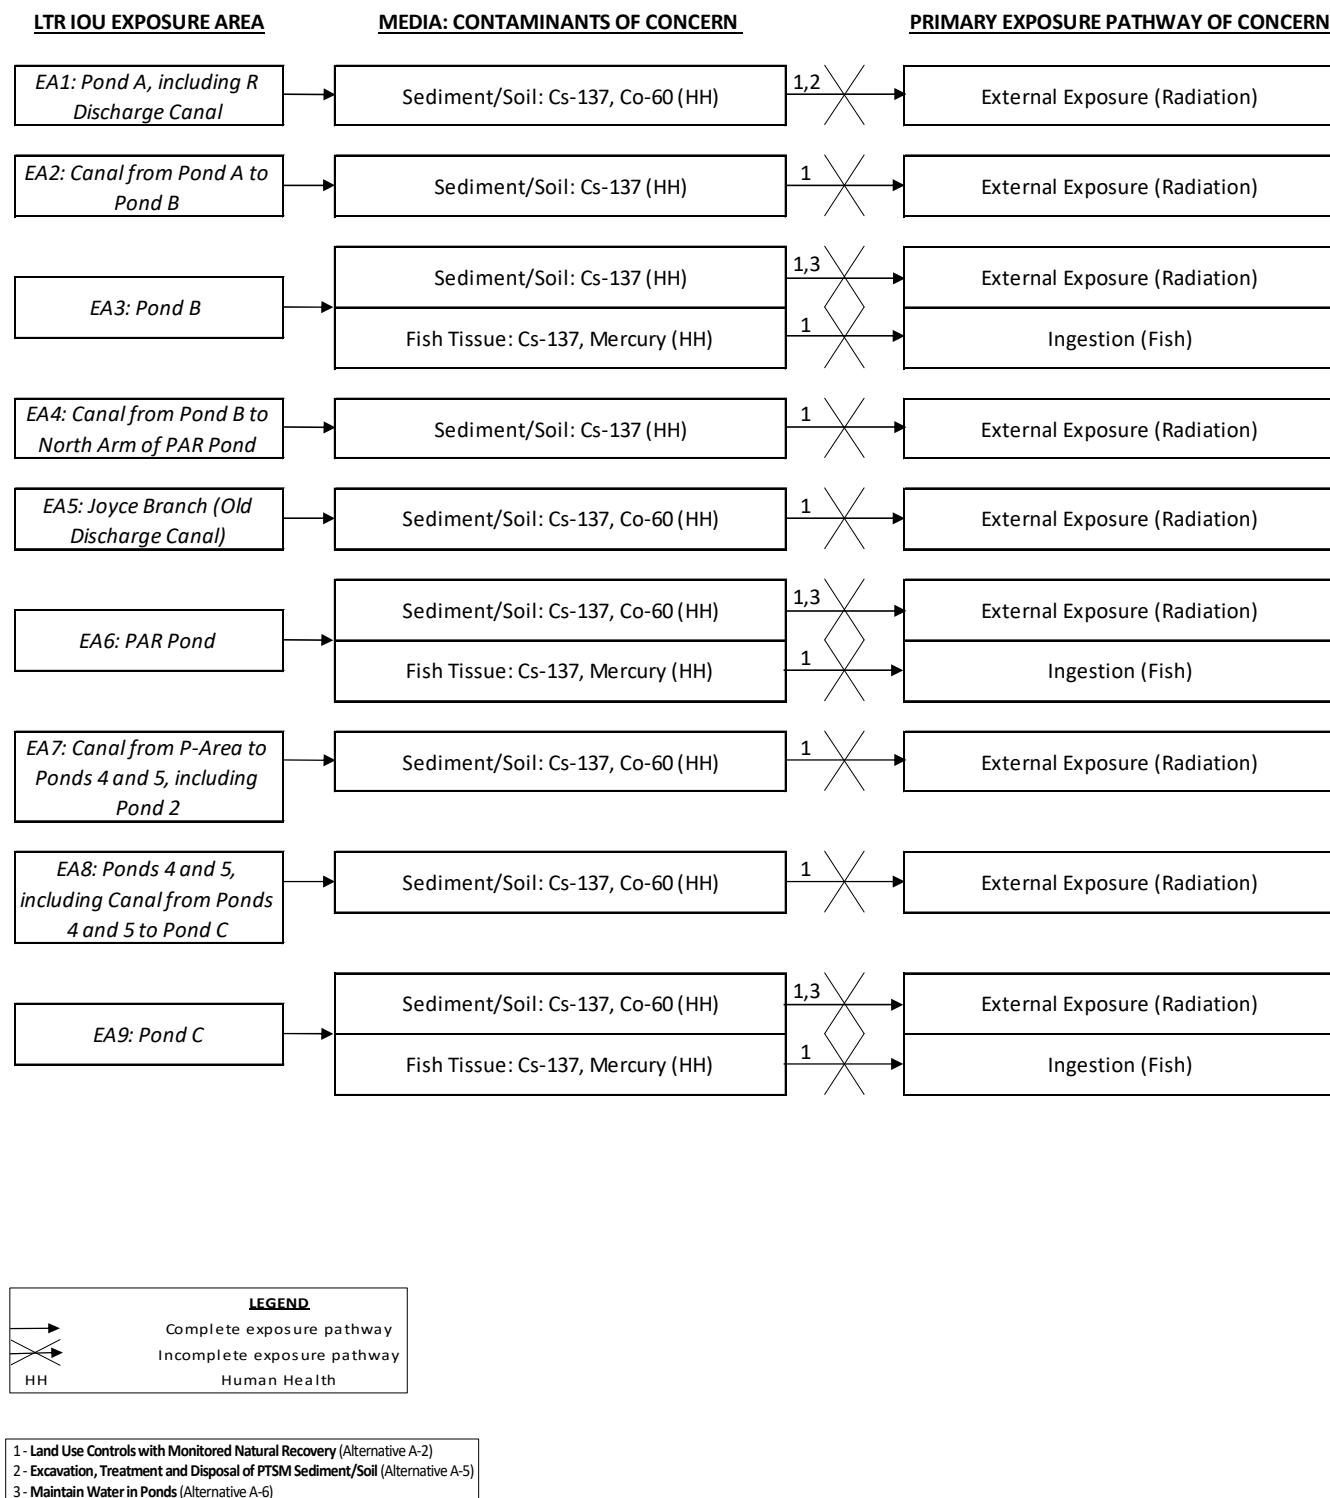 LTR IOU EXPOSURE AREA
MEDIA: CONTAMINANTS OF CONCERN
PRIMARY EXPOSURE PATHWAY OF CONCERN
EA1: Pond A, including R
Discharge Canal
Sediment/Soil: Cs-137, Co-60 (HH)
1,2
External Exposure (Radiation)
EA2: Canal from Pond A to
Pond B
Sediment/Soil: Cs-137 (HH)
1
External Exposure (Radiation)
EA3: Pond B
Sediment/Soil: Cs-137 (HH)
1,3
External Exposure (Radiation)
Fish Tissue: Cs-137, Mercury (HH)
1
Ingestion (Fish)
EA4: Canal from Pond B to
North Arm of PAR Pond
Sediment/Soil: Cs-137 (HH)
1
External Exposure (Radiation)
EA5: Joyce Branch (Old
Discharge Canal)
Sediment/Soil: Cs-137, Co-60 (HH)
1
External Exposure (Radiation)
EA6: PAR Pond
Sediment/Soil: Cs-137, Co-60 (HH)
1,3
External Exposure (Radiation)
Fish Tissue: Cs-137, Mercury (HH)
1
Ingestion (Fish)
EA7: Canal from P-Area to
Ponds 4 and 5, including
Pond 2
Sediment/Soil: Cs-137, Co-60 (HH)
1
External Exposure (Radiation)
EA8: Ponds 4 and 5,
including Canal from Ponds
4 and 5 to Pond C
Sediment/Soil: Cs-137, Co-60 (HH)
1
External Exposure (Radiation)
EA9: Pond C
Sediment/Soil: Cs-137, Co-60 (HH)
1,3
External Exposure (Radiation)
Fish Tissue: Cs-137, Mercury (HH)
1
Ingestion (Fish)
LEGEND
Complete exposure pathway
Incomplete exposure pathway
HH Human Health
1 - Land Use Controls with Monitored Natural Recovery (Alternative A-2)
2 - Excavation, Treatment and Disposal of PTSM Sediment/Soil (Alternative A-5)
3 - Maintain Water in Ponds (Alternative A-6)